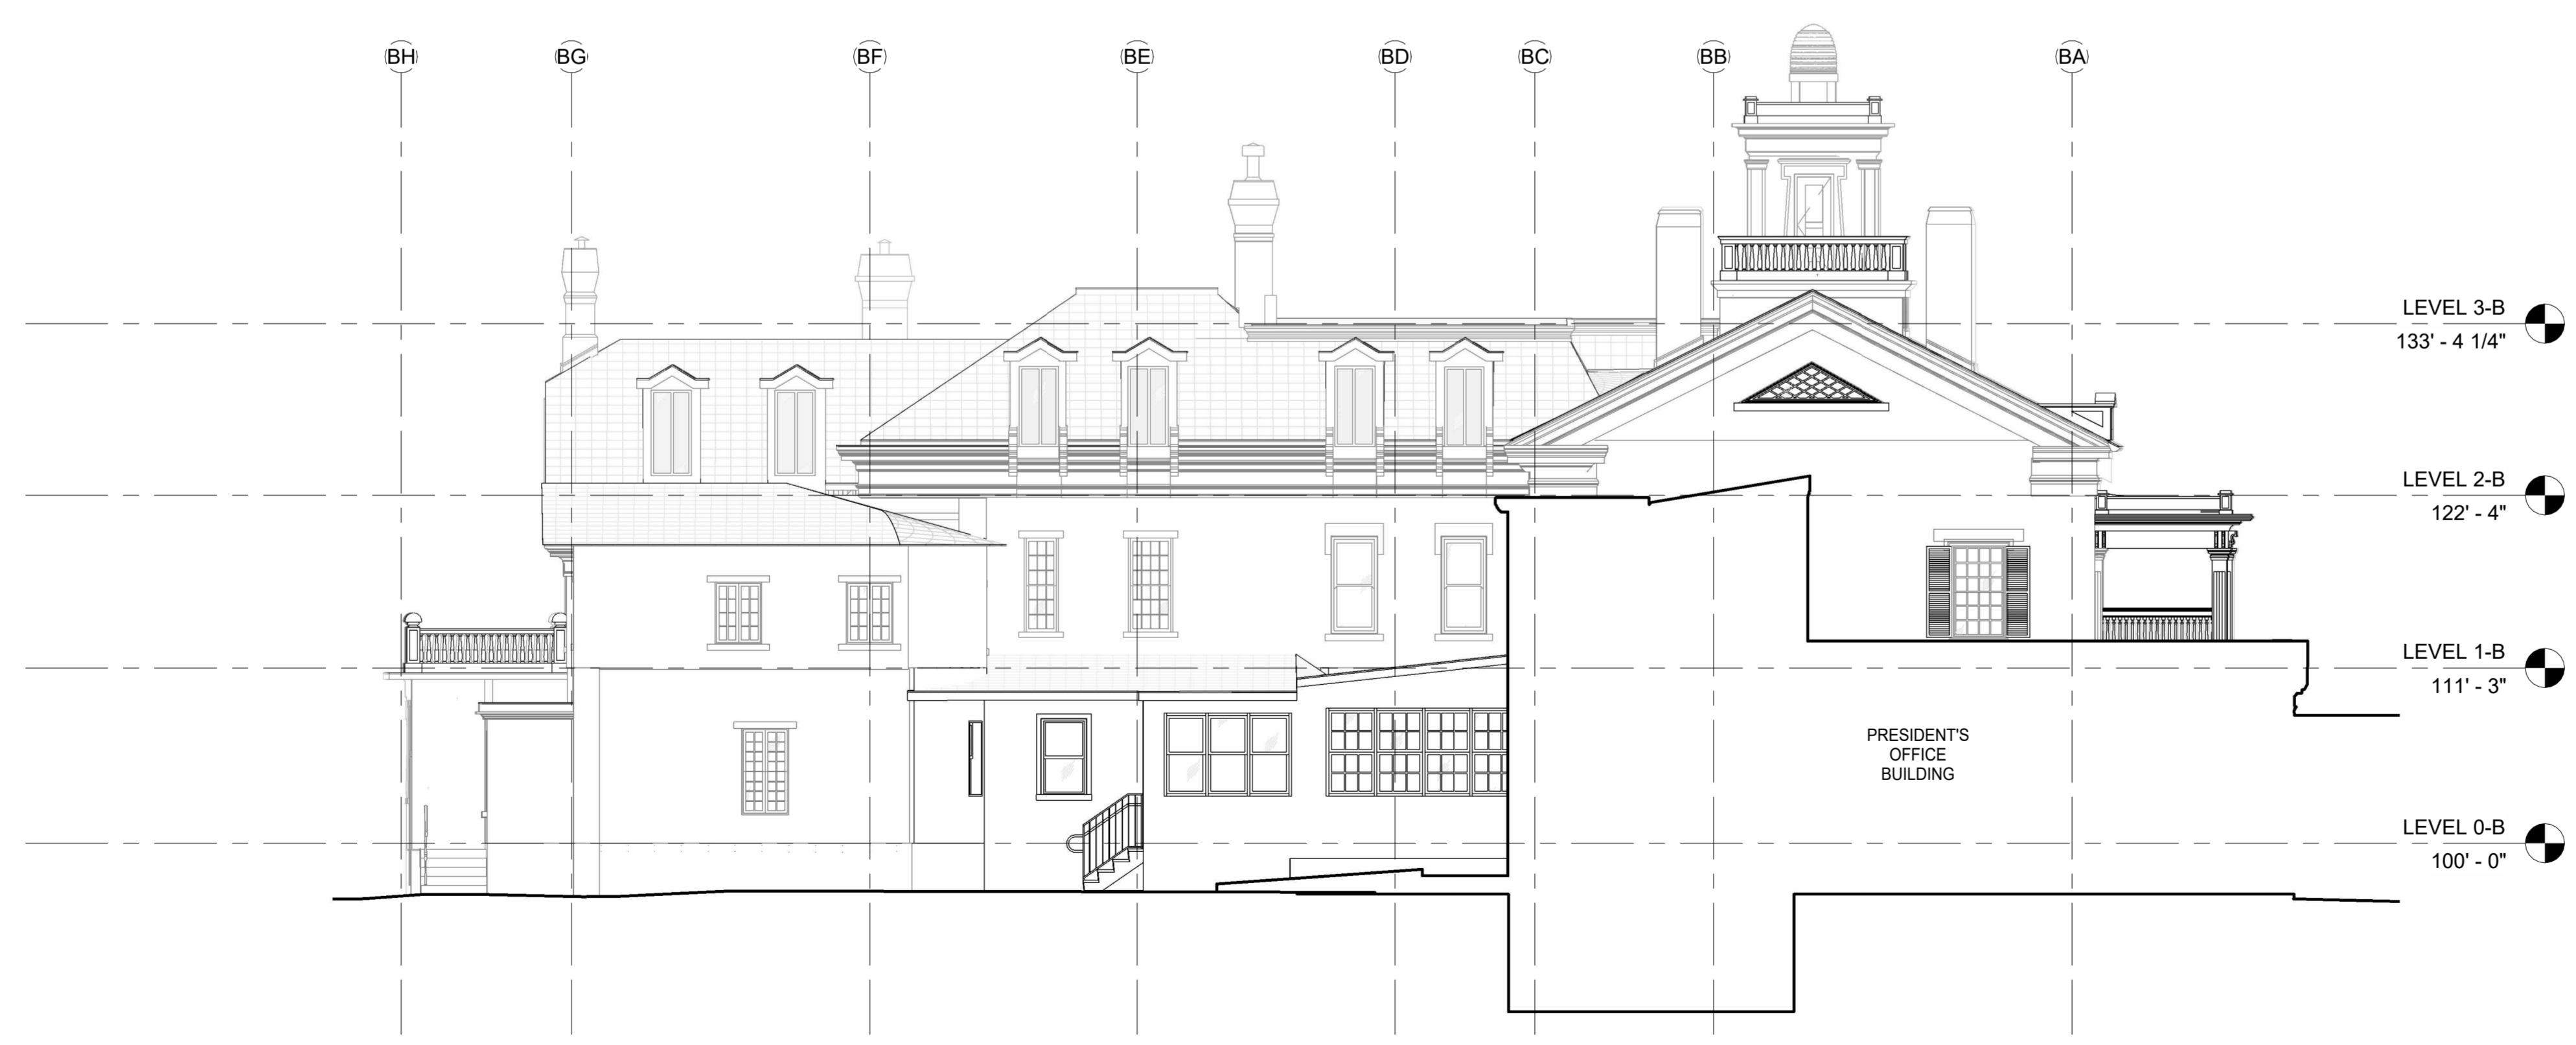 BH
BG
BF
BE
BD
BC
BB
BA
LEVEL 3-B
133' - 4 1/4"
LEVEL 2-B
122' - 4"
LEVEL 1-B
111' - 3"
PRESIDENT'S
OFFICE
BUILDING
LEVEL 0-B
100' - 0"